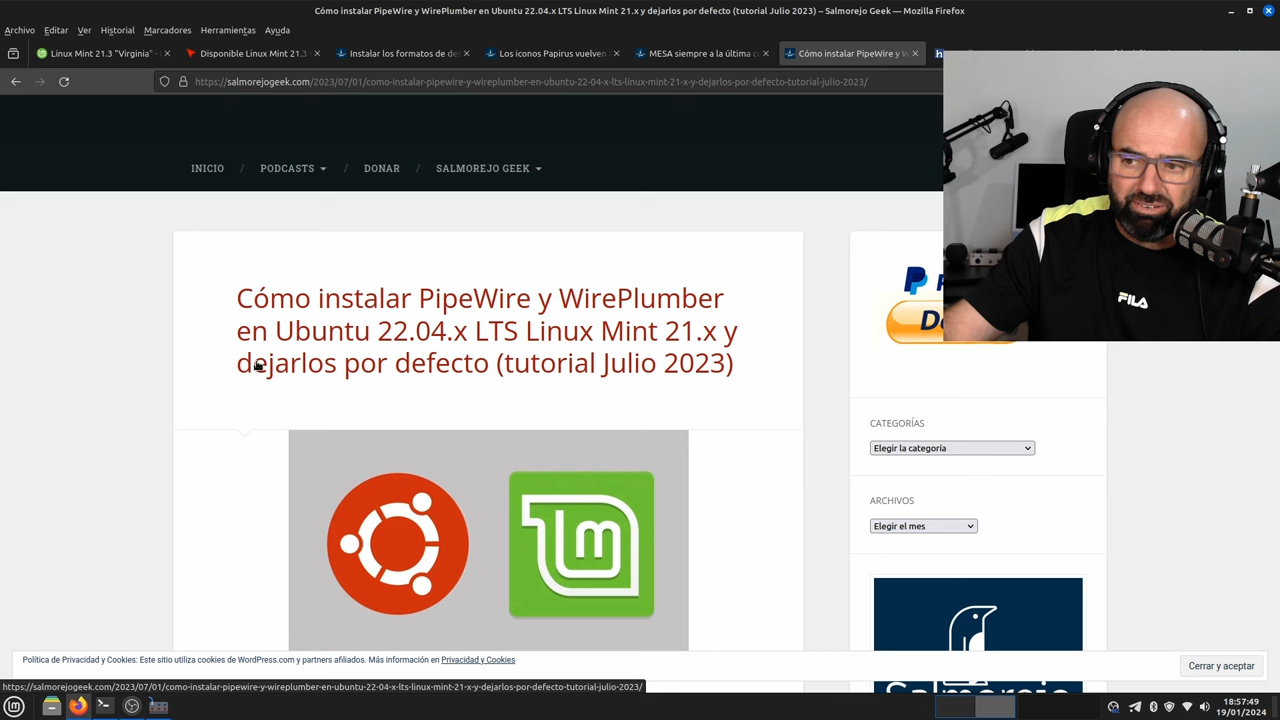 Cómo instalar PipeWire y WirePlumber en Ubuntu 22.04.x LTS Linux Mint 21.x y dejarlos por defecto (tutorial Julio 2023) – Salmorejo Geek — Mozilla Firefox
Archivo Editar Ver Historial Marcadores Herramientas Ayuda
Linux Mint 21.3 "Virginia" -
Disponible Linux Mint 21.3
Instalar los formatos de des
Los iconos Papirus vuelven
MESA siempre a la última
Cómo instalar PipeWire y W
https://salmorejogeek.com/2023/07/01/como-instalar-pipewire-y-wireplumber-en-ubuntu-22-04-x-lts-linux-mint-21-x-y-dejarlos-por-defecto-tutorial-julio-2023/
INICIO / PODCASTS / DONAR / SALMOREJO GEEK
Cómo instalar PipeWire y WirePlumber
en Ubuntu 22.04.x LTS Linux Mint 21.x y
dejarlos por defecto (tutorial Julio 2023)
FILA
CATEGORÍAS
Elegir la categoría
ARCHIVOS
Elegir el mes
Salmorejo
Política de Privacidad y Cookies: Este sitio utiliza cookies de WordPress.com y partners afiliados. Más información en Privacidad y Cookies
Cerrar y aceptar
https://salmorejogeek.com/2023/07/01/como-instalar-pipewire-y-wireplumber-en-ubuntu-22-04-x-lts-linux-mint-21-x-y-dejarlos-por-defecto-tutorial-julio-2023/
18:57:49
19/01/2024